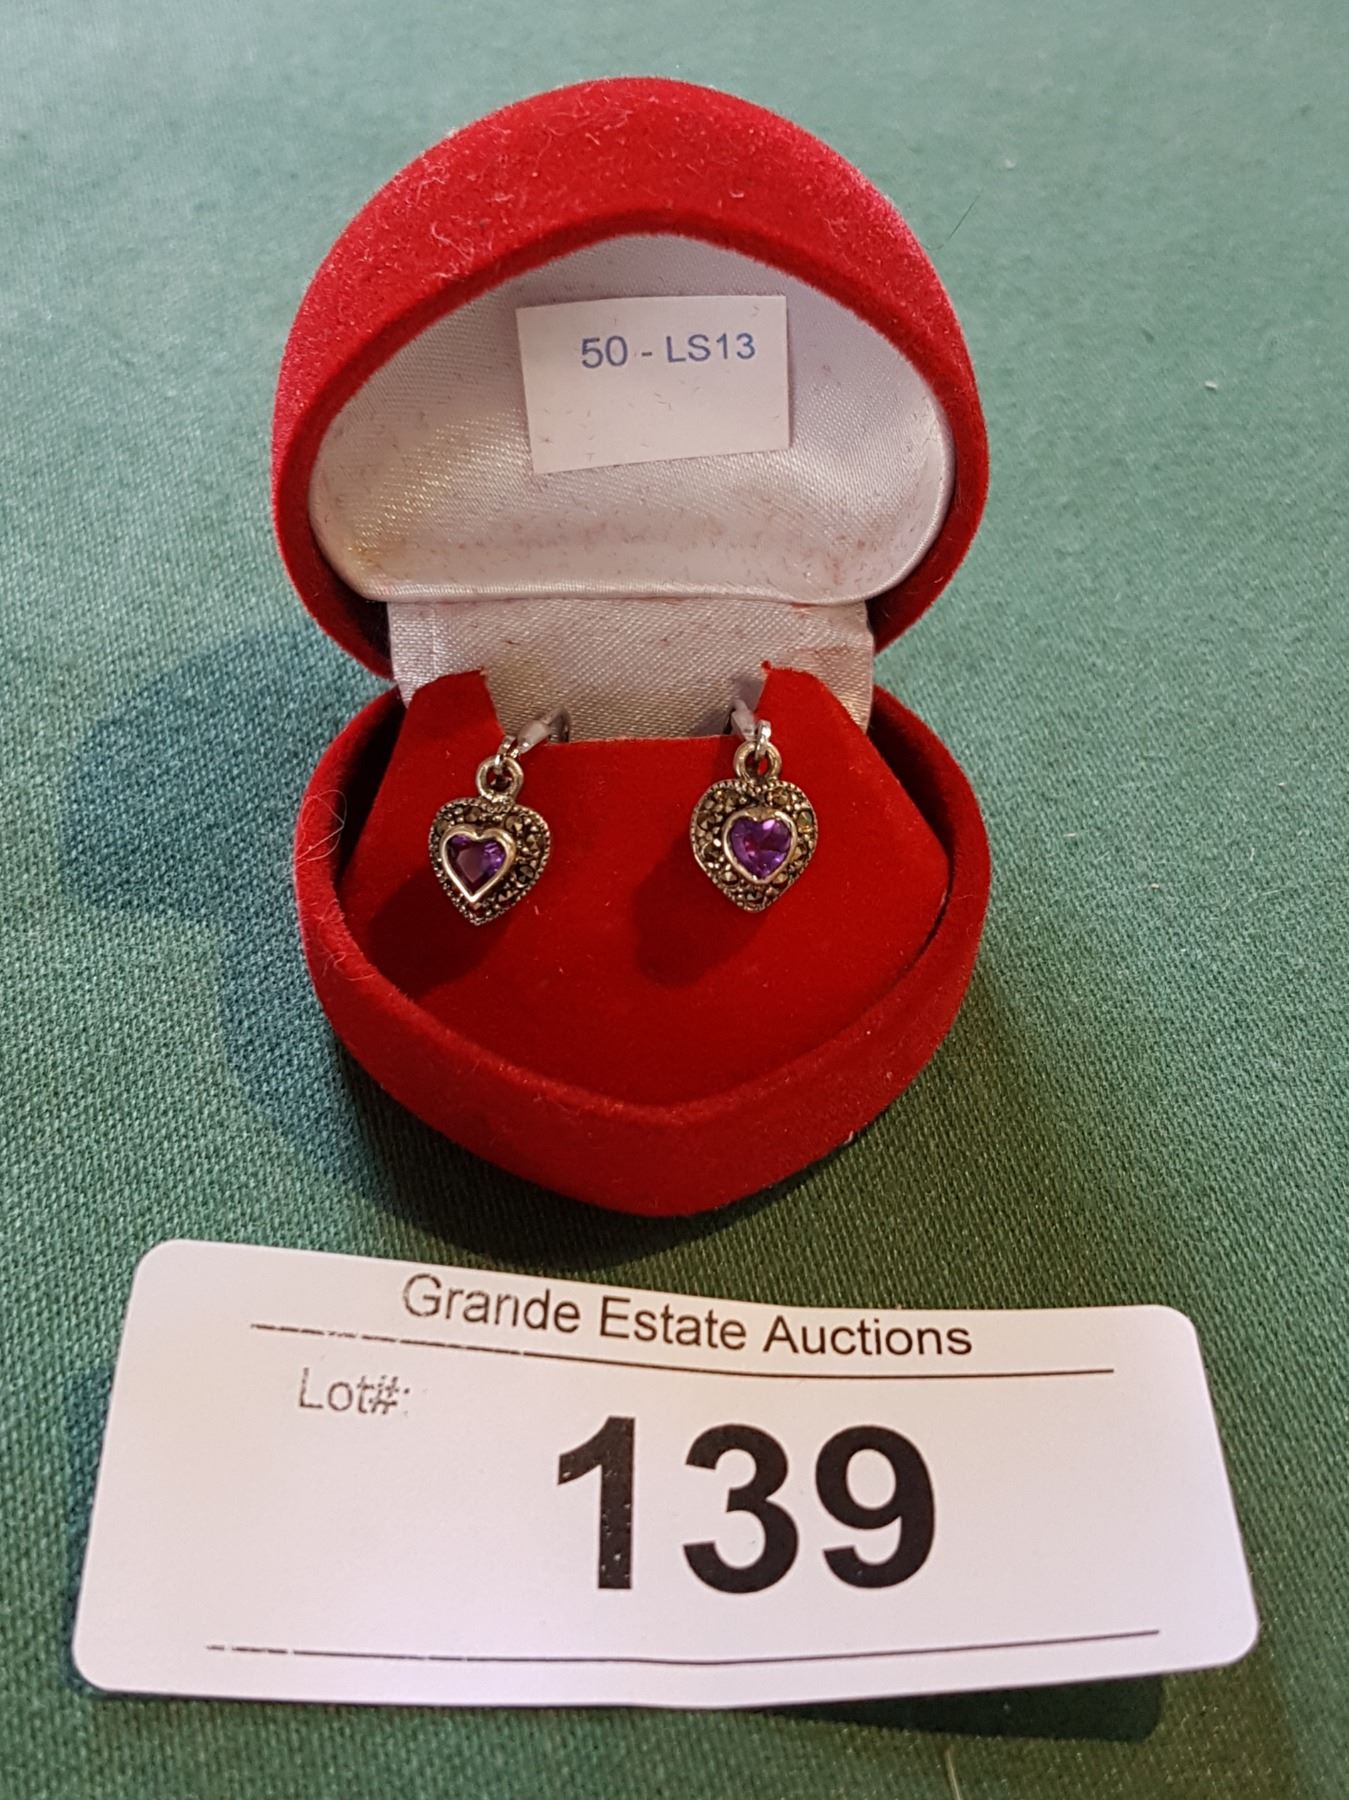 50 - LS13
Grande Estate Auctions
Lot#:
139